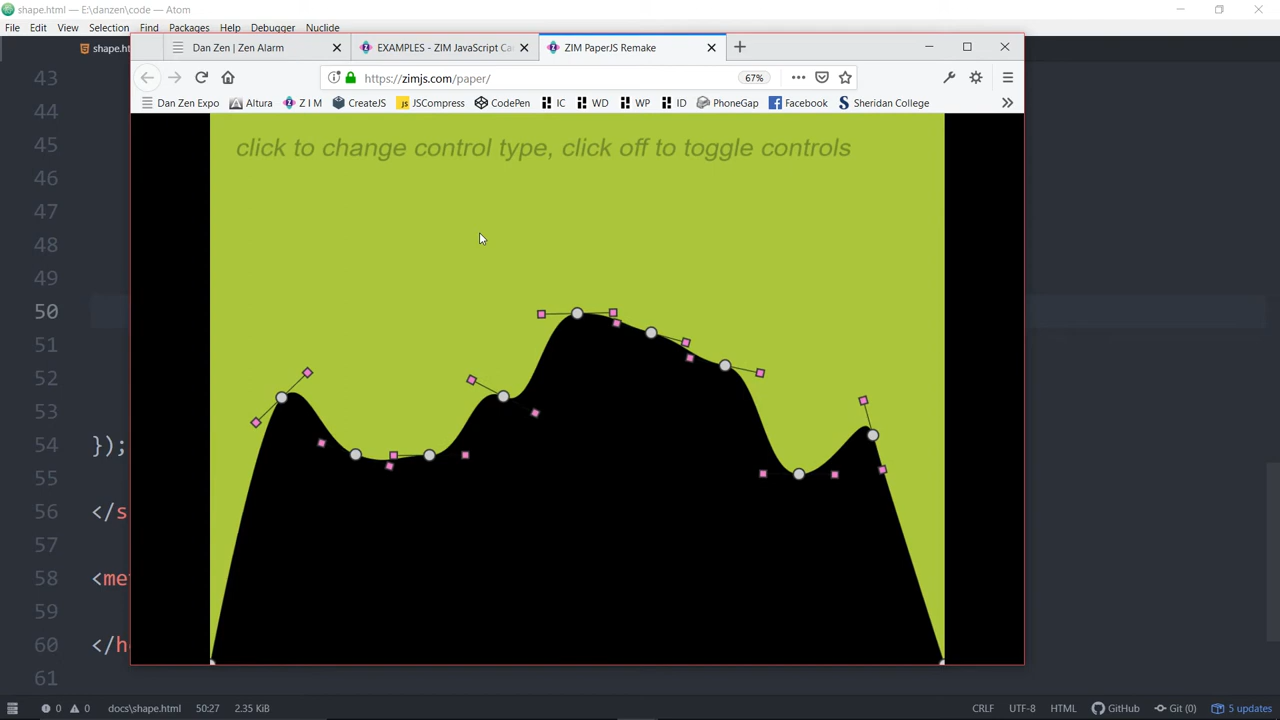 shape.html — E:\danzen\code — Atom
File Edit View Selection Find Packages Help Debugger Nuclide
shape.ht
Dan Zen | Zen Alarm
EXAMPLES - ZIM JavaScript Ca
ZIM PaperJS Remake
https://zimjs.com/paper/
67%
Dan Zen Expo Altura Z I M CreateJS JSCompress CodePen IC WD WP ID PhoneGap Facebook Sheridan College
click to change control type, click off to toggle controls
43
44
45
46
47
48
49
50
51
52
53
54 });
55
56 </s
57
58 <me
59
60 </h
61
0 0 docs\shape.html 50:27 2.35 KiB CRLF UTF-8 HTML GitHub Git (0) 5 updates